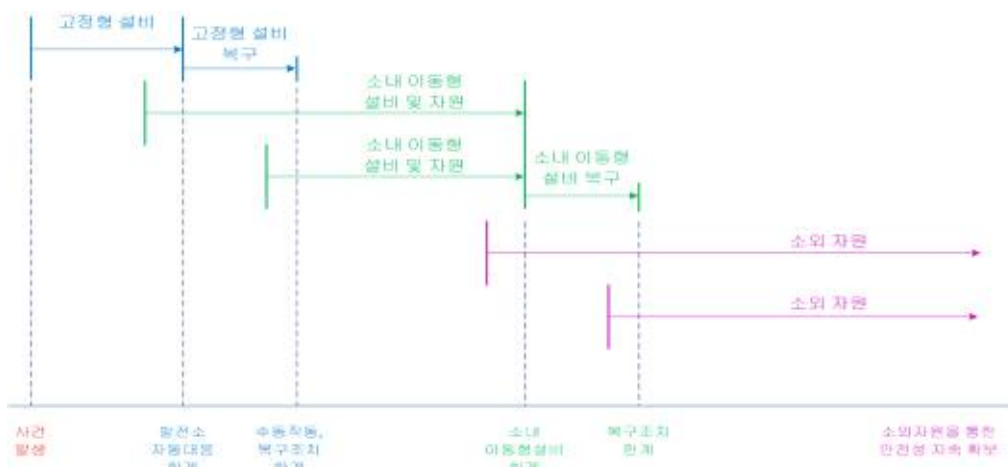 고정형 설비
고정형 설비
복구
소내 이동형
설비 및 자원
소내 이동형
설비 및 자원
소내 이동형
설비 복구
소외 자원
소외 자원
사건
발생
발전소
자동대응
한계
수동작동,
복구조치
한계
소내
이동형설비
한계
복구조치
한계
소외자원을 통한
안전성 지속 확보